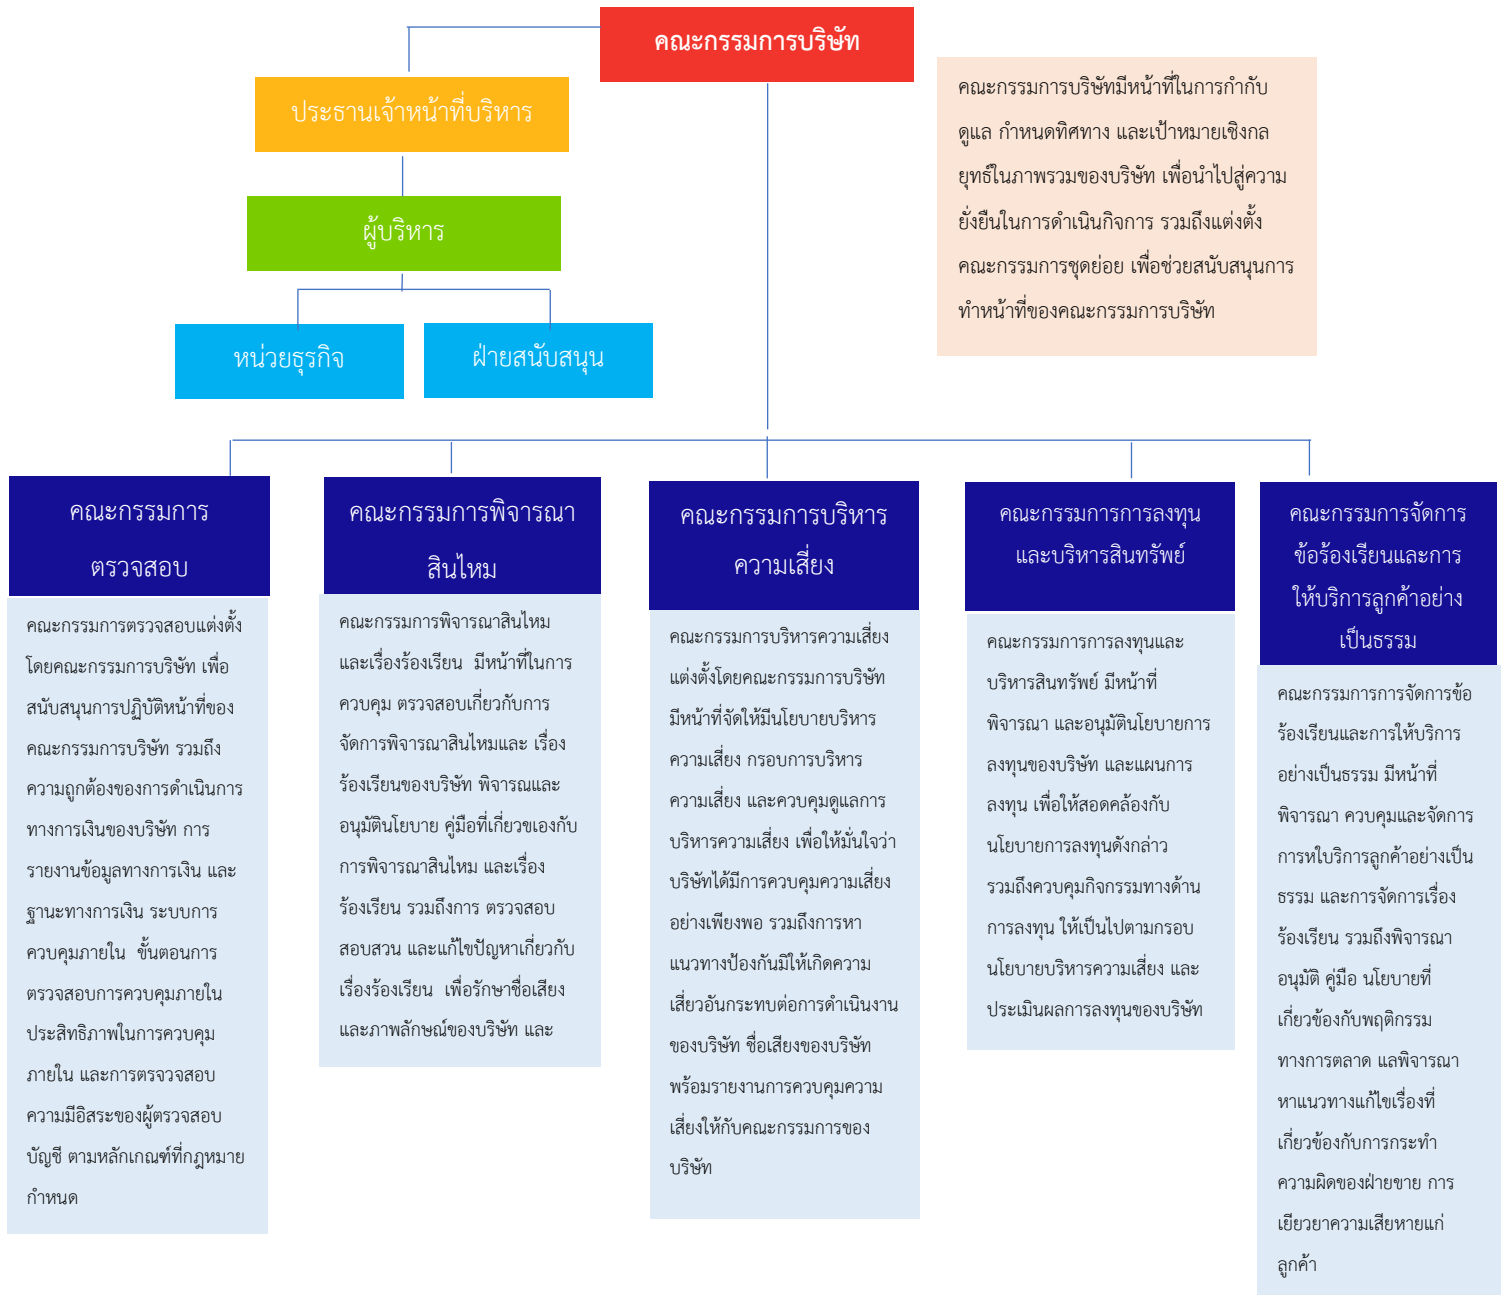 คณะกรรมการบริษัท
ประธานเจ้าหน้าที่บริหาร
ผู้บริหาร
หน่วยธุรกิจ
ฝ่ายสนับสนุน
คณะกรรมการบริษัทมีหน้าที่ในการกำกับ
ดูแล กำหนดทิศทาง และเป้าหมายเชิงกล
ยุทธ์ในภาพรวมของบริษัท เพื่อนำไปสู่ความ
ยั่งยืนในการดำเนินกิจการ รวมถึงแต่งตั้ง
คณะกรรมการชุดย่อย เพื่อช่วยสนับสนุนการ
ทำหน้าที่ของคณะกรรมการบริษัท
คณะกรรมการ
ตรวจสอบ
คณะกรรมการตรวจสอบแต่งตั้ง
โดยคณะกรรมการบริษัท เพื่อ
สนับสนุนการปฏิบัติหน้าที่ของ
คณะกรรมการบริษัท รวมถึง
ความถูกต้องของการดำเนินการ
ทางการเงินของบริษัท การ
รายงานข้อมูลทางการเงิน และ
ฐานะทางการเงิน ระบบการ
ควบคุมภายใน  ขั้นตอนการ
ตรวจสอบการควบคุมภายใน
ประสิทธิภาพในการควบคุม
ภายใน และการตรจวจสอบ
ความมีอิสระของผู้ตรวจสอบ
บัญชี ตามหลักเกณฑ์ที่กฎหมาย
กำหนด
คณะกรรมการพิจารณา
สินไหม
คณะกรรมการพิจารณาสินไหม
และเรื่องร้องเรียน  มีหน้าที่ในการ
ควบคุม ตรวจสอบเกี่ยวกับการ
จัดการพิจารณาสินไหมและ เรื่อง
ร้องเรียนของบริษัท พิจารณและ
อนุมัตินโยบาย คู่มือที่เกี่ยวขเองกับ
การพิจารณาสินไหม และเรื่อง
ร้องเรียน รวมถึงการ ตรวจสอบ
สอบสวน และแก้ไขปัญหาเกี่ยวกับ
เรื่องร้องเรียน  เพื่อรักษาชื่อเสียง
และภาพลักษณ์ของบริษัท และ
คณะกรรมการบริหาร
ความเสี่ยง
คณะกรรมการบริหารความเสี่ยง
แต่งตั้งโดยคณะกรรมการบริษัท
มีหน้าที่จัดให้มีนโยบายบริหาร
ความเสี่ยง กรอบการบริหาร
ความเสี่ยง และควบคุมดูแลการ
บริหารความเสี่ยง เพื่อให้มั่นใจว่า
บริษัทได้มีการควบคุมความเสี่ยง
อย่างเพียงพอ รวมถึงการหา
แนวทางป้องกันมิให้เกิดความ
เสี่ยวอันกระทบต่อการดำเนินงาน
ของบริษัท ชื่อเสียงของบริษัท
พร้อมรายงานการควบคุมความ
เสี่ยงให้กับคณะกรรมการของ
บริษัท
คณะกรรมการการลงทุน
และบริหารสินทรัพย์
คณะกรรมการการลงทุนและ
บริหารสินทรัพย์ มีหน้าที่
พิจารณา และอนุมัตินโยบายการ
ลงทุนของบริษัท และแผนการ
ลงทุน เพื่อให้สอดคล้องกับ
นโยบายการลงทุนดังกล่าว
รวมถึงควบคุมกิจกรรมทางด้าน
การลงทุน ให้เป็นไปตามกรอบ
นโยบายบริหารความเสี่ยง และ
ประเมินผลการลงทุนของบริษัท
คณะกรรมการจัดการ
ข้อร้องเรียนและการ
ให้บริการลูกค้าอย่าง
เป็นธรรม
คณะกรรมการการจัดการข้อ
ร้องเรียนและการให้บริการ
อย่างเป็นธรรม มีหน้าที่
พิจารณา ควบคุมและจัดการ
การหใบริการลูกค้าอย่างเป็น
ธรรม และการจัดการเรื่อง
ร้องเรียน รวมถึงพิจารณา
อนุมัติ คู่มือ นโยบายที่
เกี่ยวข้องกับพฤติกรรม
ทางการตลาด แลพิจารณา
หาแนวทางแก้ไขเรื่องที่
เกี่ยวข้องกับการกระทำ
ความผิดของฝ่ายขาย การ
เยียวยาความเสียหายแก่
ลูกค้า